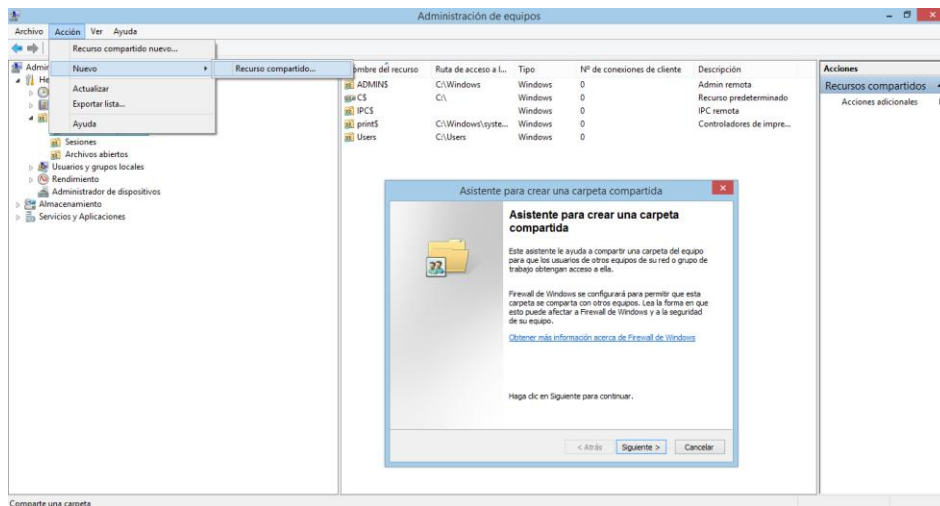 Administración de equipos
Archivo Acción Ver Ayuda
Recurso compartido nuevo...
Nuevo
Recurso compartido...
Actualizar
Exportar lista...
Ayuda
Admin
He
Sesiones
Archivos abiertos
Usuarios y grupos locales
Rendimiento
Administrador de dispositivos
Almacenamiento
Servicios y Aplicaciones
ombre del recurso Ruta de acceso a l... Tipo Nº de conexiones de cliente Descripción
ADMIN$ C:\Windows Windows 0 Admin remota
C$ C:\ Windows 0 Recurso predeterminado
IPC$ Windows 0 IPC remota
print$ C:\Windows\syste... Windows 0 Controladores de impre...
Users C:\Users Windows 0
Acciones
Recursos compartidos
Acciones adicionales
Asistente para crear una carpeta compartida
Asistente para crear una carpeta
compartida
Este asistente le ayuda a compartir una carpeta del equipo
para que los usuarios de otros equipos de su red o grupo de
trabajo obtengan acceso a ella.
Firewall de Windows se configurará para permitir que esta
carpeta se comparta con otros equipos. Lea la forma en que
esto puede afectar a Firewall de Windows y a la seguridad
de su equipo.
Obtener más información acerca de Firewall de Windows
Haga clic en Siguiente para continuar.
< Atrás Siguiente > Cancelar
Comparte una carpeta